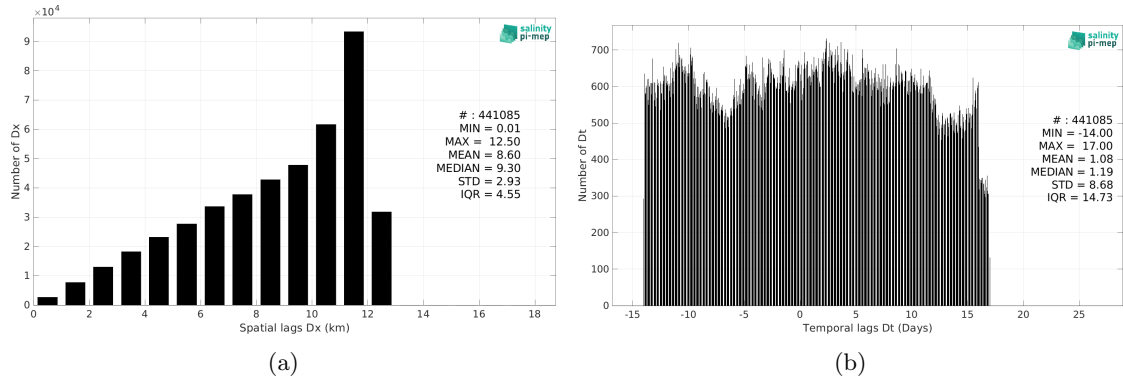 ×10⁴
9
8
7
6
5
4
3
2
1
0
Number of Dx
0 2 4 6 8 10 12 14 16 18
Spatial lags Dx (km)
salinity
pi-mep
# : 441085
MIN = 0.01
MAX = 12.50
MEAN = 8.60
MEDIAN = 9.30
STD = 2.93
IQR = 4.55
(a)
700
600
500
400
300
200
100
0
Number of Dt
-15 -10 -5 0 5 10 15 20 25
Temporal lags Dt (Days)
salinity
pi-mep
# : 441085
MIN = -14.00
MAX = 17.00
MEAN = 1.08
MEDIAN = 1.19
STD = 8.68
IQR = 14.73
(b)